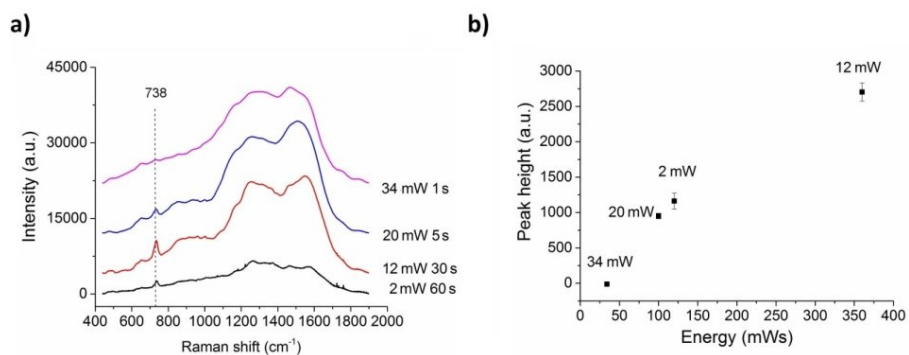 a)
45000
30000
15000
0
Intensity (a.u.)
738
34 mW 1 s
20 mW 5 s
12 mW 30 s
2 mW 60 s
400 600 800 1000 1200 1400 1600 1800 2000
Raman shift (cm⁻¹)
b)
3000
2500
2000
1500
1000
500
0
Peak height (a.u.)
12 mW
2 mW
20 mW
34 mW
0 50 100 150 200 250 300 350 400
Energy (mWs)